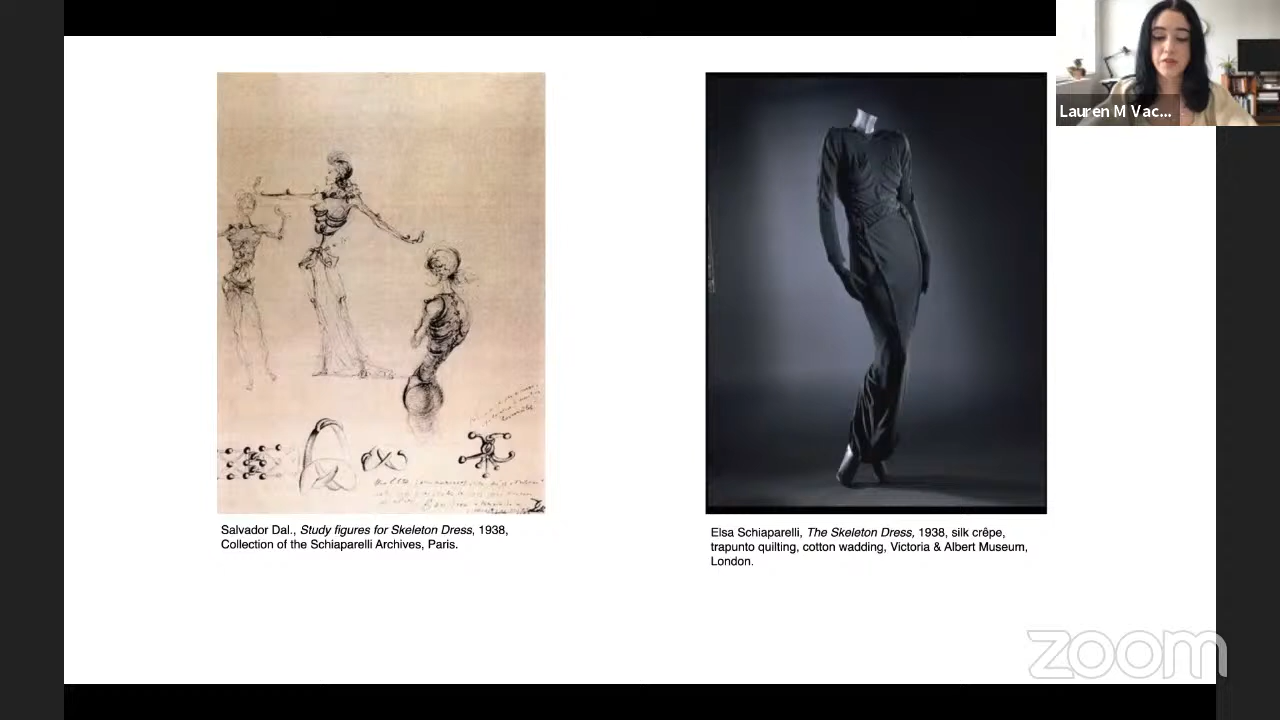 Lauren M Vac...
Salvador Dal., Study figures for Skeleton Dress, 1938,
Collection of the Schiaparelli Archives, Paris.
Elsa Schiaparelli, The Skeleton Dress, 1938, silk crêpe,
trapunto quilting, cotton wadding, Victoria & Albert Museum,
London.
zoom